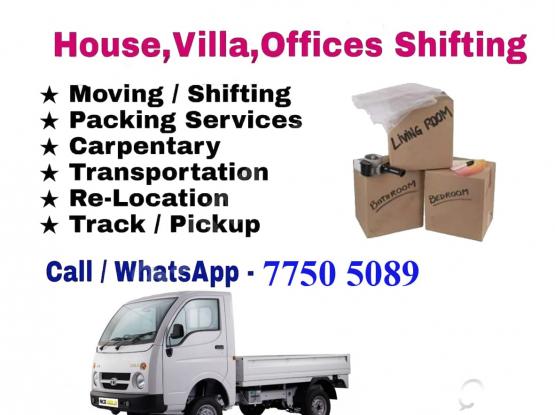 House,Villa,Offices Shifting
★ Moving / Shifting
★ Packing Services
★ Carpentary
★ Transportation
★ Re-Location
★ Track / Pickup
LIVING ROOM
BATHROOM
BEDROOM
Call / WhatsApp - 7750 5089